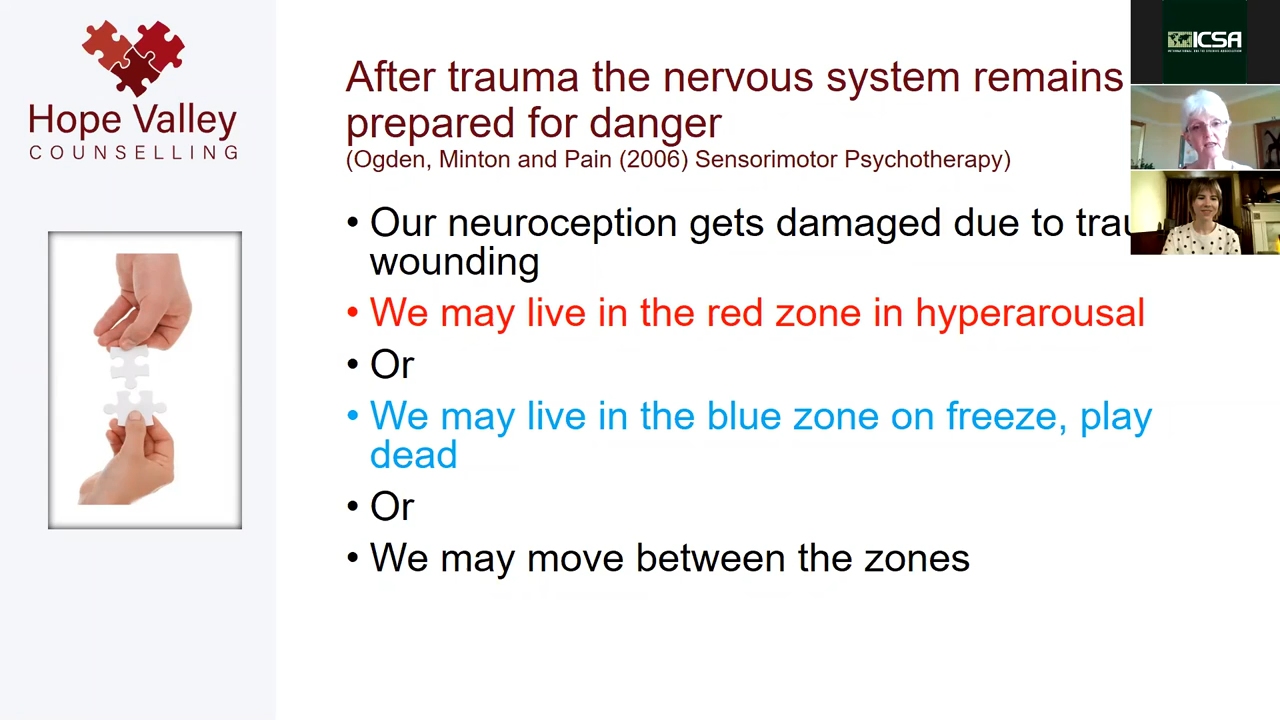 Hope Valley
COUNSELLING
After trauma the nervous system remains
prepared for danger
(Ogden, Minton and Pain (2006) Sensorimotor Psychotherapy)
• Our neuroception gets damaged due to
wounding
• We may live in the red zone in hyperarousal
• Or
• We may live in the blue zone on freeze, play
dead
• Or
• We may move between the zones
ICSA